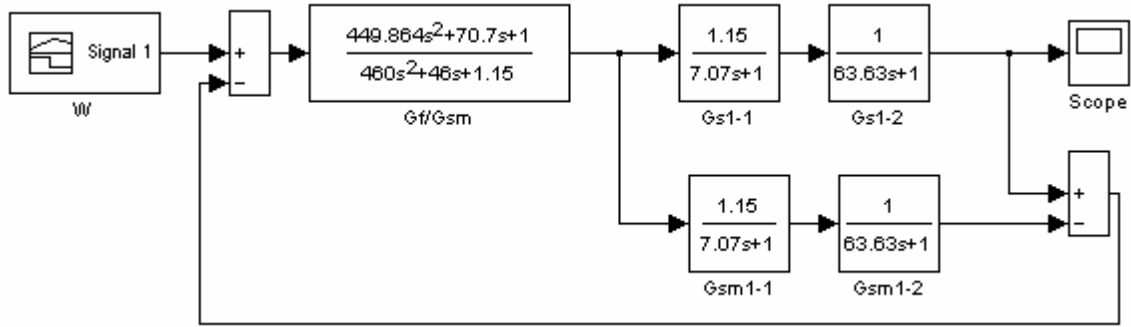 Signal 1
W
+
−
449.864s²+70.7s+1
460s²+46s+1.15
Gf/Gsm
1.15
7.07s+1
Gs1-1
1
63.63s+1
Gs1-2
Scope
1.15
7.07s+1
Gsm1-1
1
63.63s+1
Gsm1-2
+
−